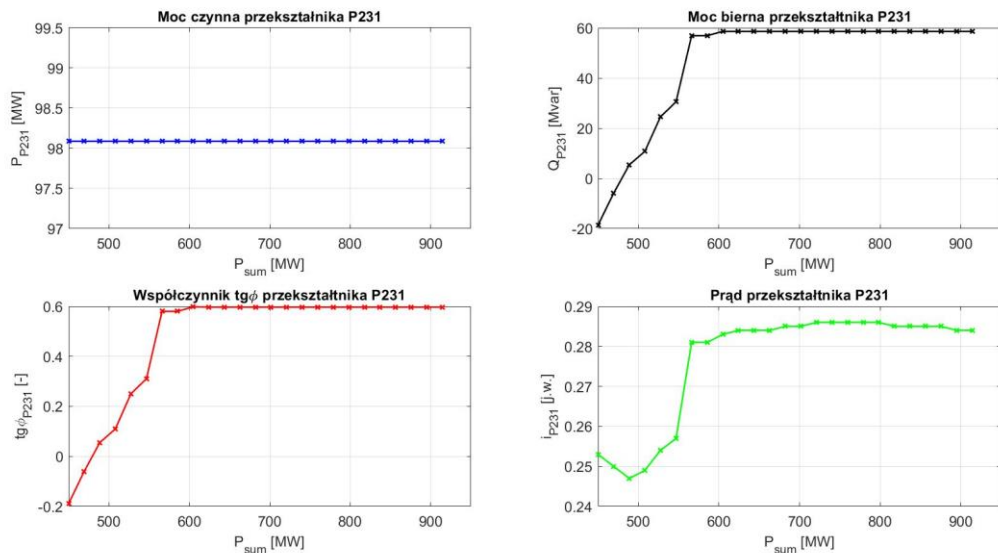 Moc czynna przekształnika P231
99.5
99
98.5
98
97.5
97
P_P231 [MW]
500 600 700 800 900
P_sum [MW]
Moc bierna przekształtnika P231
60
40
20
0
-20
Q_P231 [Mvar]
500 600 700 800 900
P_sum [MW]
Współczynnik tgϕ przekształtnika P231
0.6
0.4
0.2
0
-0.2
tgϕ_P231 [-]
500 600 700 800 900
P_sum [MW]
Prąd przekształtnika P231
0.29
0.28
0.27
0.26
0.25
0.24
i_P231 [j.w.]
500 600 700 800 900
P_sum [MW]